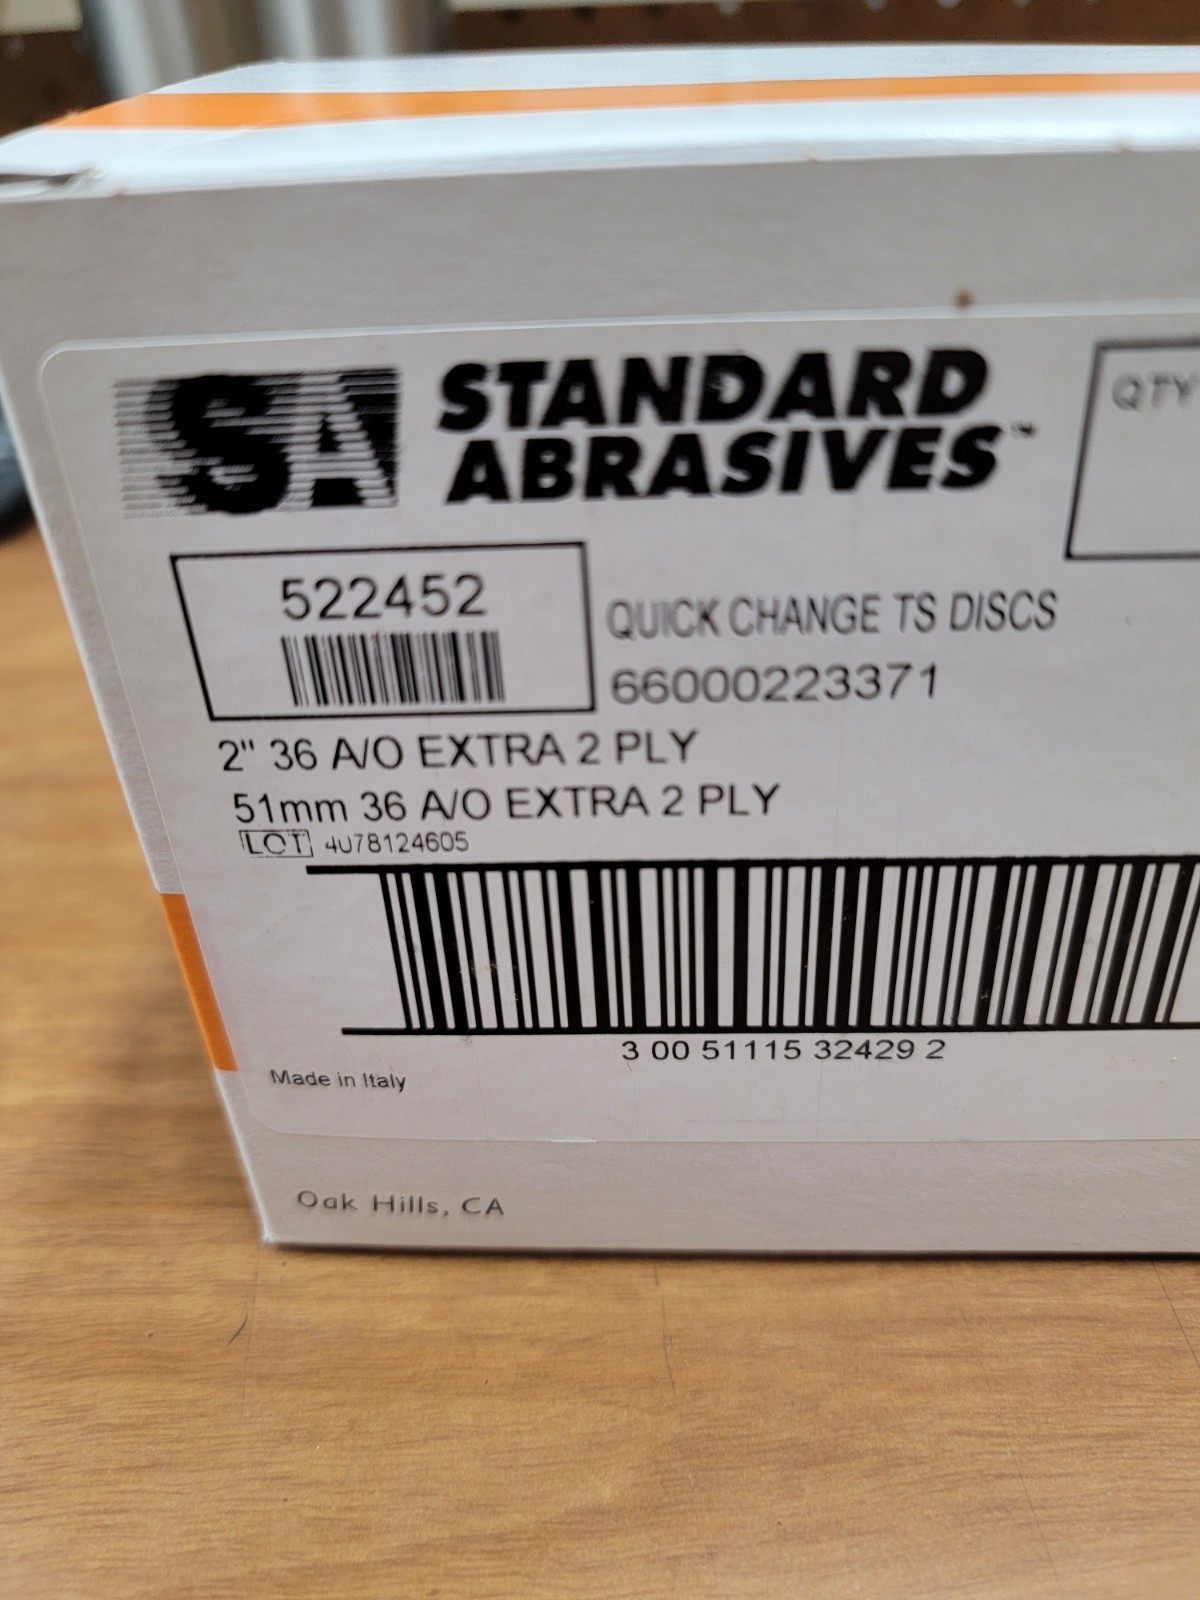 SA STANDARD
ABRASIVES™
QTY
522452
QUICK CHANGE TS DISCS
66000223371
2" 36 A/O EXTRA 2 PLY
51mm 36 A/O EXTRA 2 PLY
LOT 4078124605
3 00 51115 32429 2
Made in Italy
Oak Hills, CA